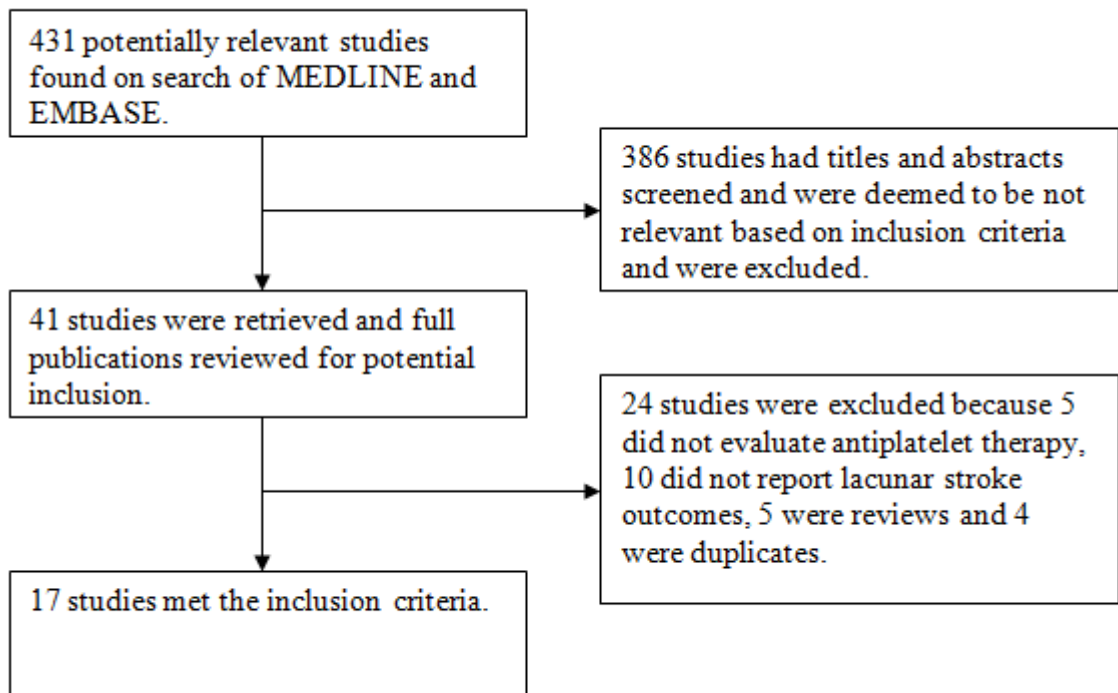 431 potentially relevant studies
found on search of MEDLINE and
EMBASE.
386 studies had titles and abstracts
screened and were deemed to be not
relevant based on inclusion criteria
and were excluded.
41 studies were retrieved and full
publications reviewed for potential
inclusion.
24 studies were excluded because 5
did not evaluate antiplatelet therapy,
10 did not report lacunar stroke
outcomes, 5 were reviews and 4
were duplicates.
17 studies met the inclusion criteria.